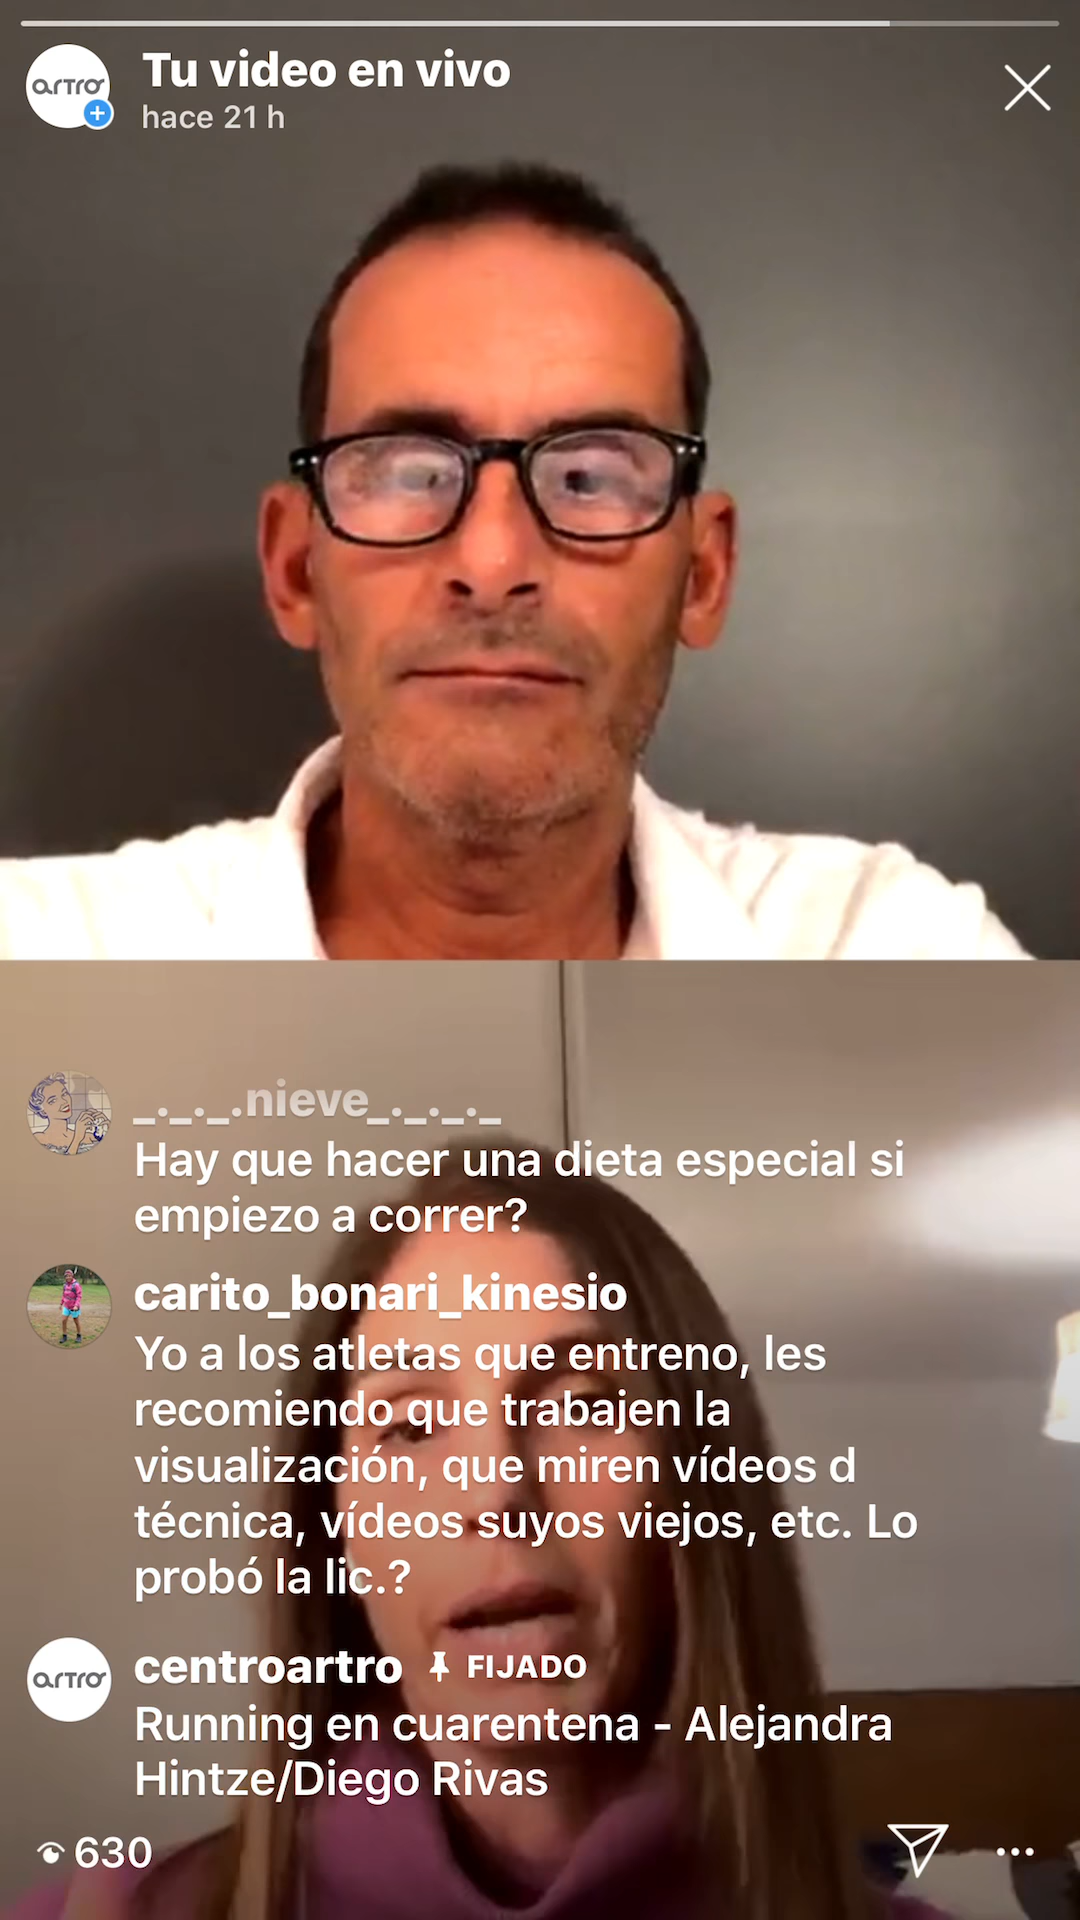 artro
Tu video en vivo
hace 21 h
_._._.nieve_._._._
Hay que hacer una dieta especial si
empiezo a correr?
carito_bonari_kinesio
Yo a los atletas que entreno, les
recomiendo que trabajen la
visualización, que miren vídeos d
técnica, vídeos suyos viejos, etc. Lo
probó la lic.?
artro
centroartro FIJADO
Running en cuarentena - Alejandra
Hintze/Diego Rivas
630